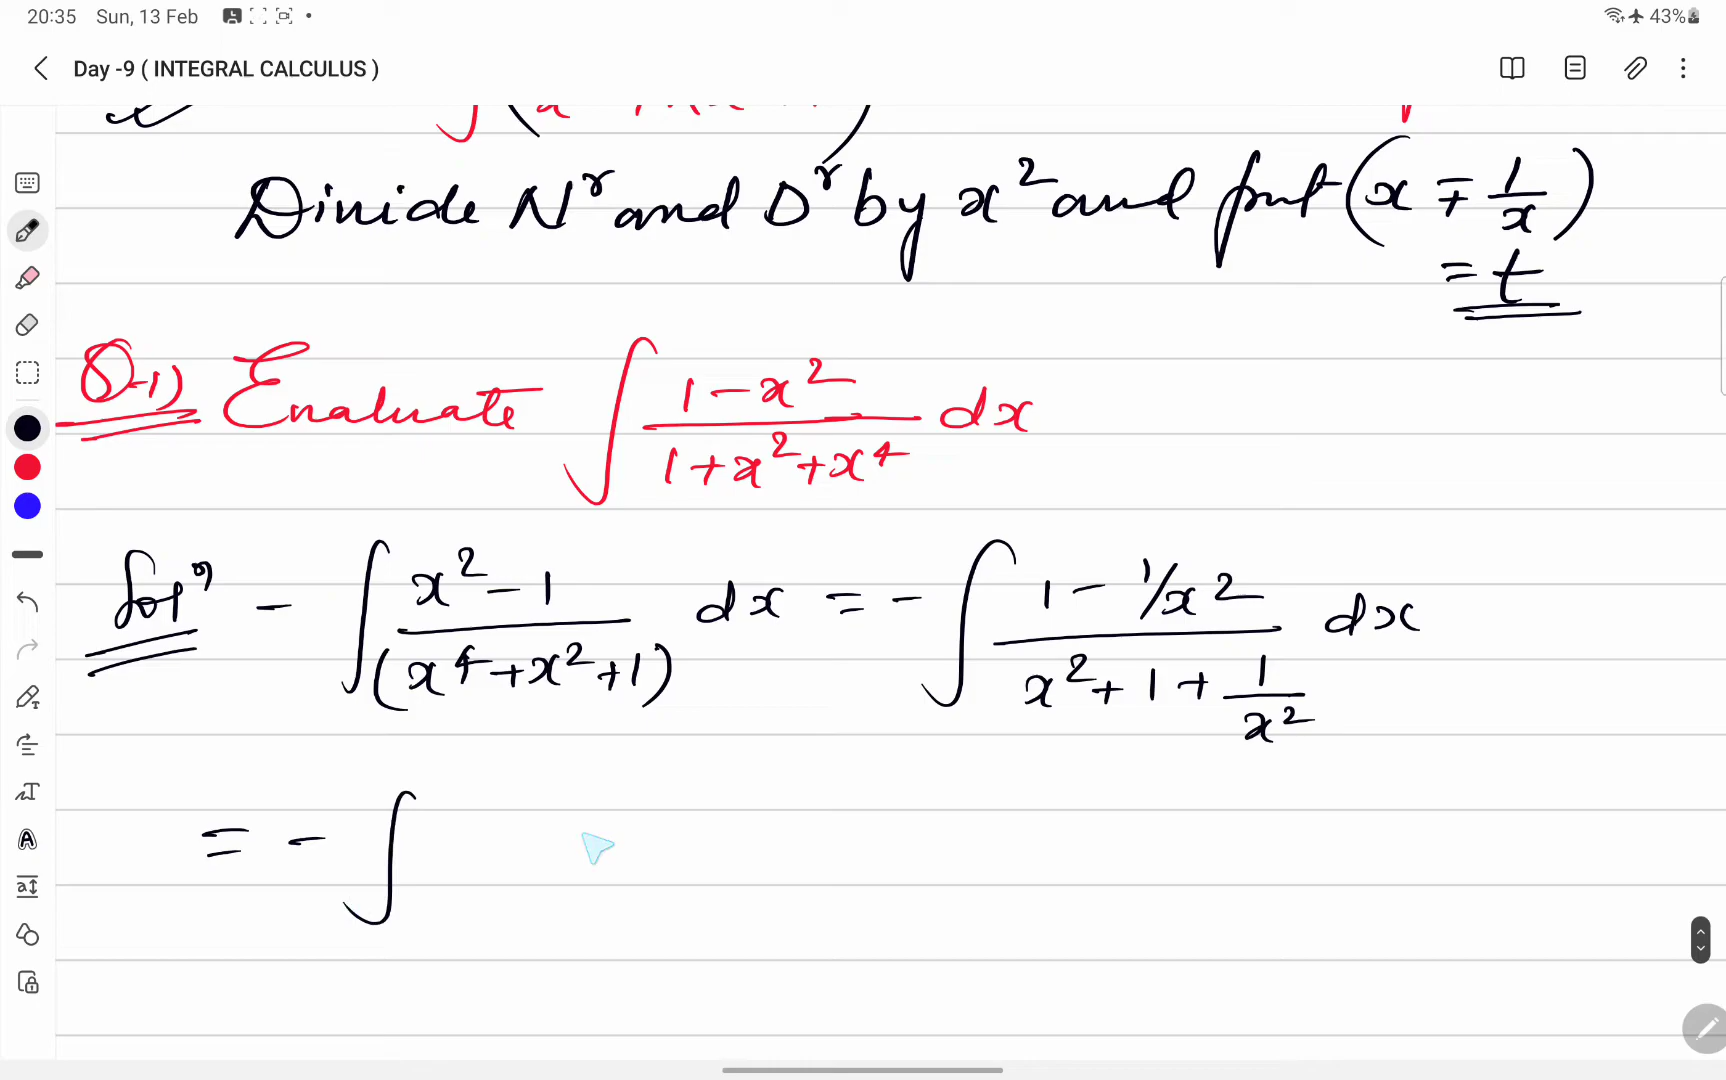 20:35 Sun, 13 Feb 43%
Day -9 ( INTEGRAL CALCULUS )
Divide Nʳ and Dʳ by x² and put (x ∓ 1/x)
= t
Q-1) Evaluate ∫ (1-x²)/(1+x²+x⁴) dx
Solⁿ - ∫ (x²-1)/(x⁴+x²+1) dx = - ∫ (1 - 1/x²)/(x²+1+1/x²) dx
= - ∫